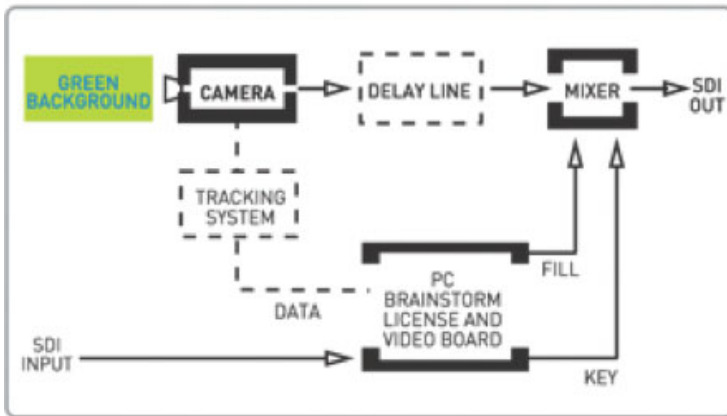 GREEN
BACKGROUND
CAMERA
DELAY LINE
MIXER
SDI
OUT
TRACKING
SYSTEM
FILL
PC
BRAINSTORM
LICENSE AND
VIDEO BOARD
DATA
SDI
INPUT
KEY